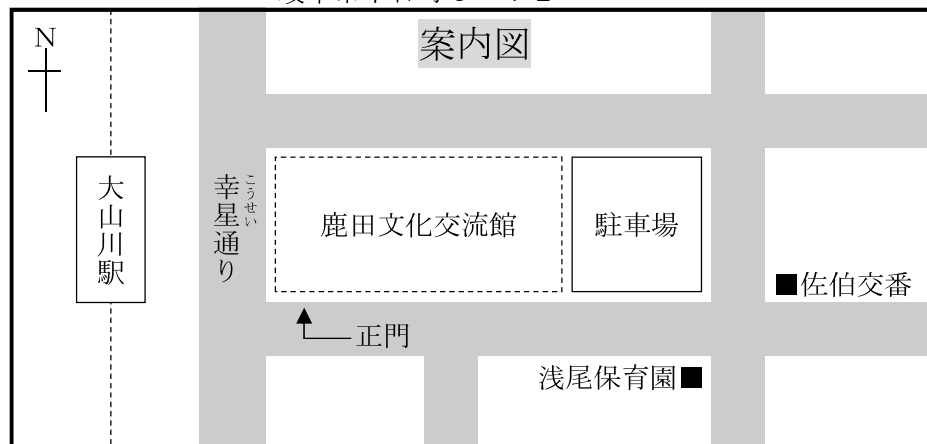 案内図
N
大山川駅
幸星通り
こうせい
鹿田文化交流館
駐車場
佐伯交番
正門
浅尾保育園